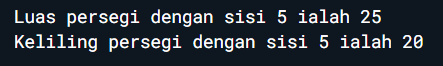 Luas persegi dengan sisi 5 ialah 25
Keliling persegi dengan sisi 5 ialah 20